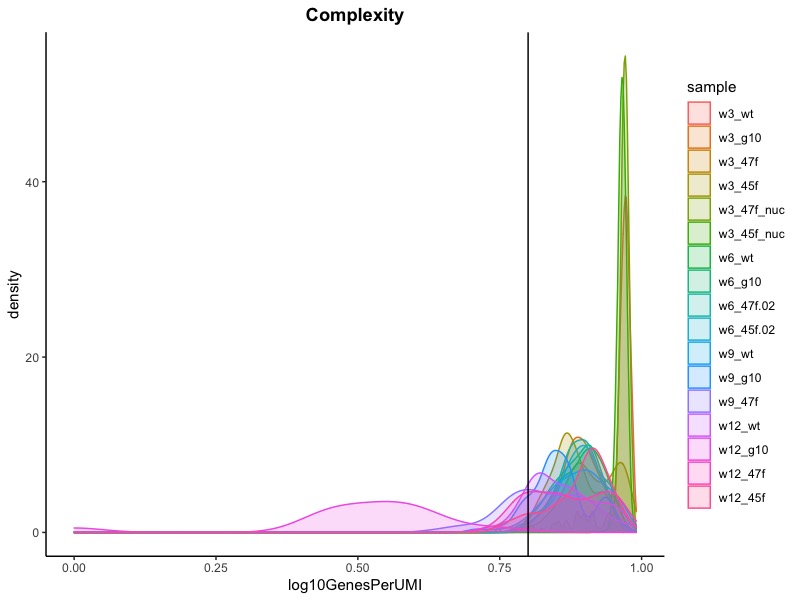 Complexity
density
40
20
0
0.00
0.25
0.50
0.75
1.00
log10GenesPerUMI
sample
w3_wt
w3_g10
w3_47f
w3_45f
w3_47f_nuc
w3_45f_nuc
w6_wt
w6_g10
w6_47f.02
w6_45f.02
w9_wt
w9_g10
w9_47f
w12_wt
w12_g10
w12_47f
w12_45f